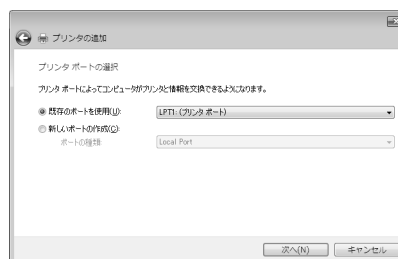 プリンタの追加
プリンタ ポートの選択
プリンタ ポートによってコンピュータがプリンタと情報を交換できるようになります。
既存のポートを使用(U):
LPT1: (プリンタ ポート)
新しいポートの作成(C):
ポートの種類:
Local Port
次へ(N)
キャンセル